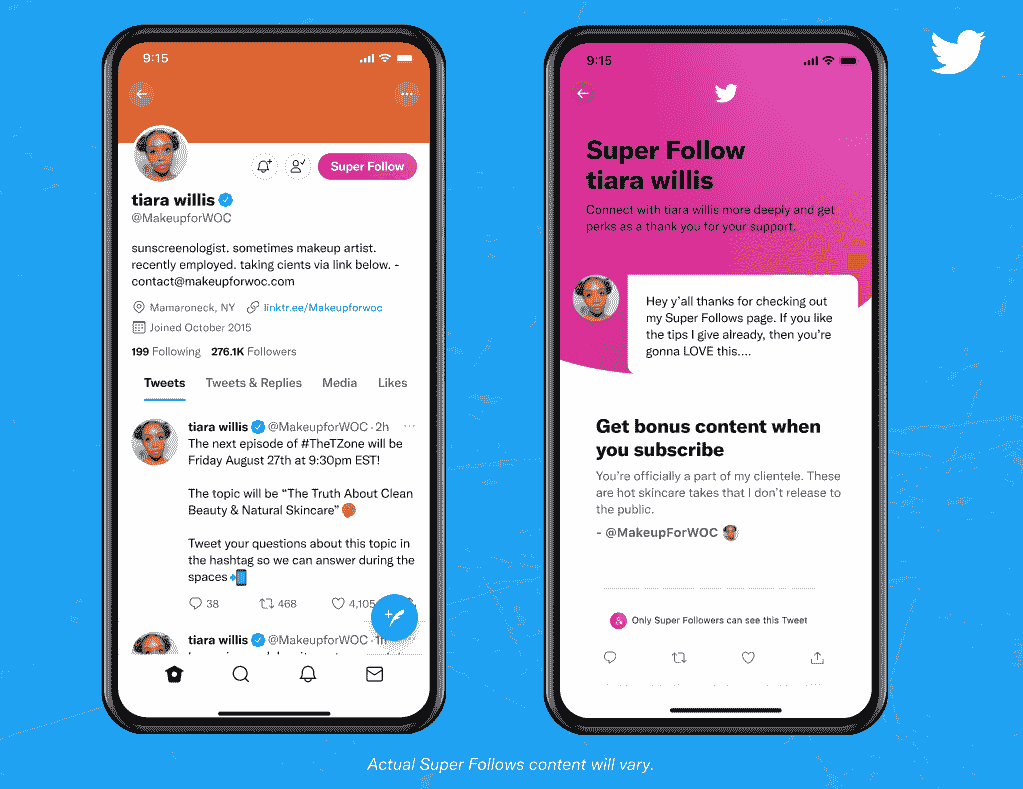 9:15
Super Follow
tiara willis
@MakeupforWOC
sunscreenologist. sometimes makeup artist.
recently employed. taking cients via link below. -
contact@makeupforwoc.com
Mamaroneck, NY linktr.ee/Makeupforwoc
Joined October 2015
199 Following 276.1K Followers
Tweets Tweets & Replies Media Likes
tiara willis @MakeupforWOC · 2h
The next episode of #TheTZone will be
Friday August 27th at 9:30pm EST!
The topic will be “The Truth About Clean
Beauty & Natural Skincare”
Tweet your questions about this topic in
the hashtag so we can answer during the
spaces
38 468 4,105
tiara willis @MakeupforWOC · 1h
9:15
Super Follow
tiara willis
Connect with tiara willis more deeply and get
perks as a thank you for your support.
Hey y’all thanks for checking out
my Super Follows page. If you like
the tips I give already, then you’re
gonna LOVE this....
Get bonus content when
you subscribe
You’re officially a part of my clientele. These
are hot skincare takes that I don’t release to
the public.
- @MakeupForWOC
Only Super Followers can see this Tweet
Actual Super Follows content will vary.